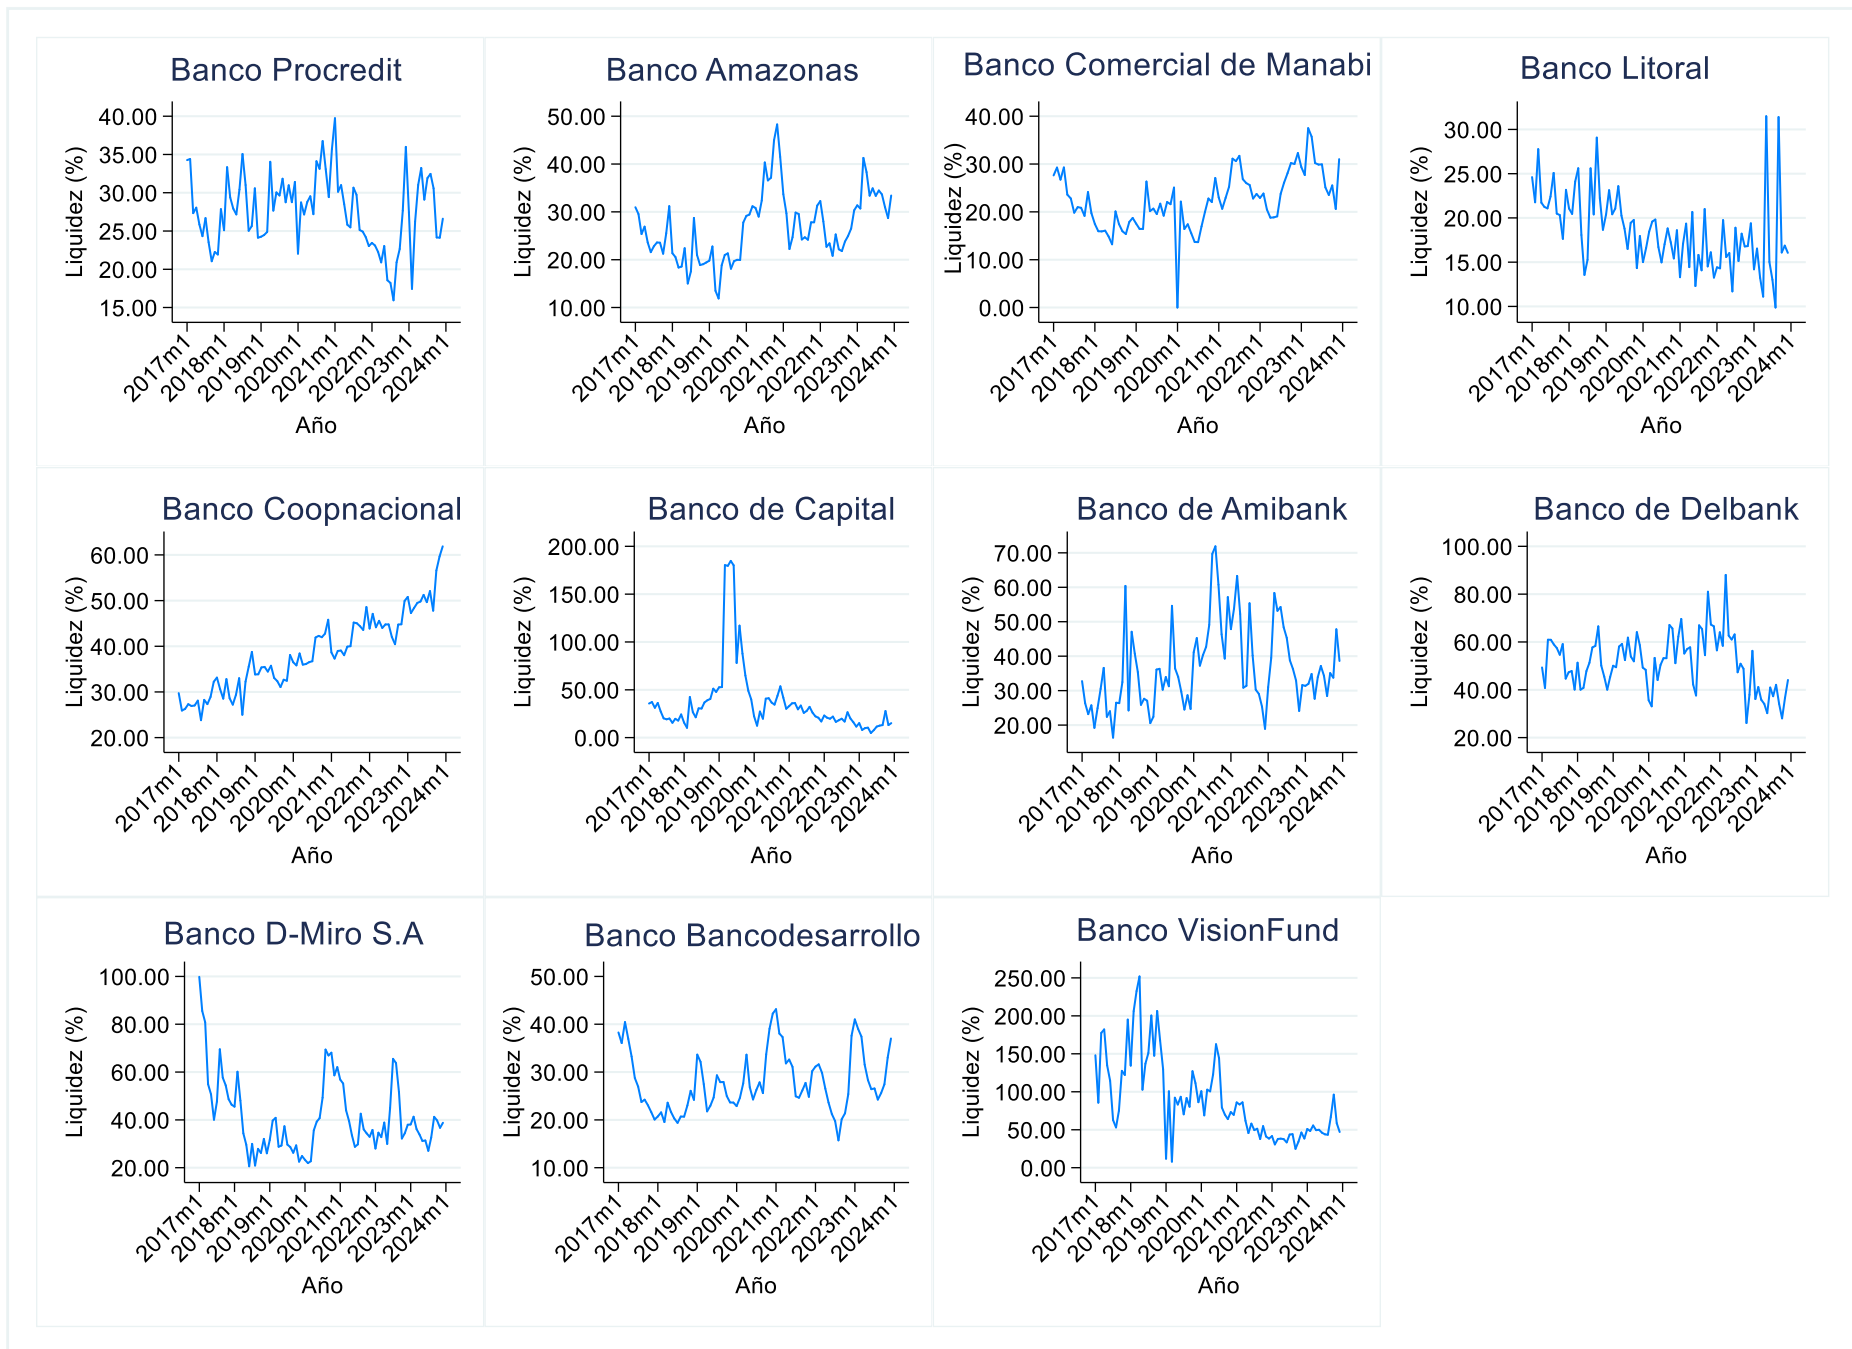 Banco Procredit
Liquidez (%)
40.00
35.00
30.00
25.00
20.00
15.00
2017m1
2018m1
2019m1
2020m1
2021m1
2022m1
2023m1
2024m1
Año
Banco Amazonas
Liquidez (%)
50.00
40.00
30.00
20.00
10.00
2017m1
2018m1
2019m1
2020m1
2021m1
2022m1
2023m1
2024m1
Año
Banco Comercial de Manabi
Liquidez (%)
40.00
30.00
20.00
10.00
0.00
2017m1
2018m1
2019m1
2020m1
2021m1
2022m1
2023m1
2024m1
Año
Banco Litoral
Liquidez (%)
30.00
25.00
20.00
15.00
10.00
2017m1
2018m1
2019m1
2020m1
2021m1
2022m1
2023m1
2024m1
Año
Banco Coopnacional
Liquidez (%)
60.00
50.00
40.00
30.00
20.00
2017m1
2018m1
2019m1
2020m1
2021m1
2022m1
2023m1
2024m1
Año
Banco de Capital
Liquidez (%)
200.00
150.00
100.00
50.00
0.00
2017m1
2018m1
2019m1
2020m1
2021m1
2022m1
2023m1
2024m1
Año
Banco de Amibank
Liquidez (%)
70.00
60.00
50.00
40.00
30.00
20.00
2017m1
2018m1
2019m1
2020m1
2021m1
2022m1
2023m1
2024m1
Año
Banco de Delbank
Liquidez (%)
100.00
80.00
60.00
40.00
20.00
2017m1
2018m1
2019m1
2020m1
2021m1
2022m1
2023m1
2024m1
Año
Banco D-Miro S.A
Liquidez (%)
100.00
80.00
60.00
40.00
20.00
2017m1
2018m1
2019m1
2020m1
2021m1
2022m1
2023m1
2024m1
Año
Banco Bancodesarrollo
Liquidez (%)
50.00
40.00
30.00
20.00
10.00
2017m1
2018m1
2019m1
2020m1
2021m1
2022m1
2023m1
2024m1
Año
Banco VisionFund
Liquidez (%)
250.00
200.00
150.00
100.00
50.00
0.00
2017m1
2018m1
2019m1
2020m1
2021m1
2022m1
2023m1
2024m1
Año